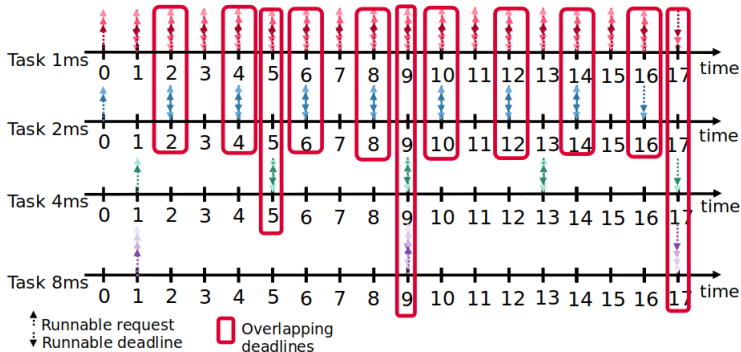 Task 1ms
0 1 2 3 4 5 6 7 8 9 10 11 12 13 14 15 16 17 time
Task 2ms
0 1 2 3 4 5 6 7 8 9 10 11 12 13 14 15 16 17 time
Task 4ms
0 1 2 3 4 5 6 7 8 9 10 11 12 13 14 15 16 17 time
Task 8ms
0 1 2 3 4 5 6 7 8 9 10 11 12 13 14 15 16 17 time
Runnable request
Runnable deadline
Overlapping
deadlines